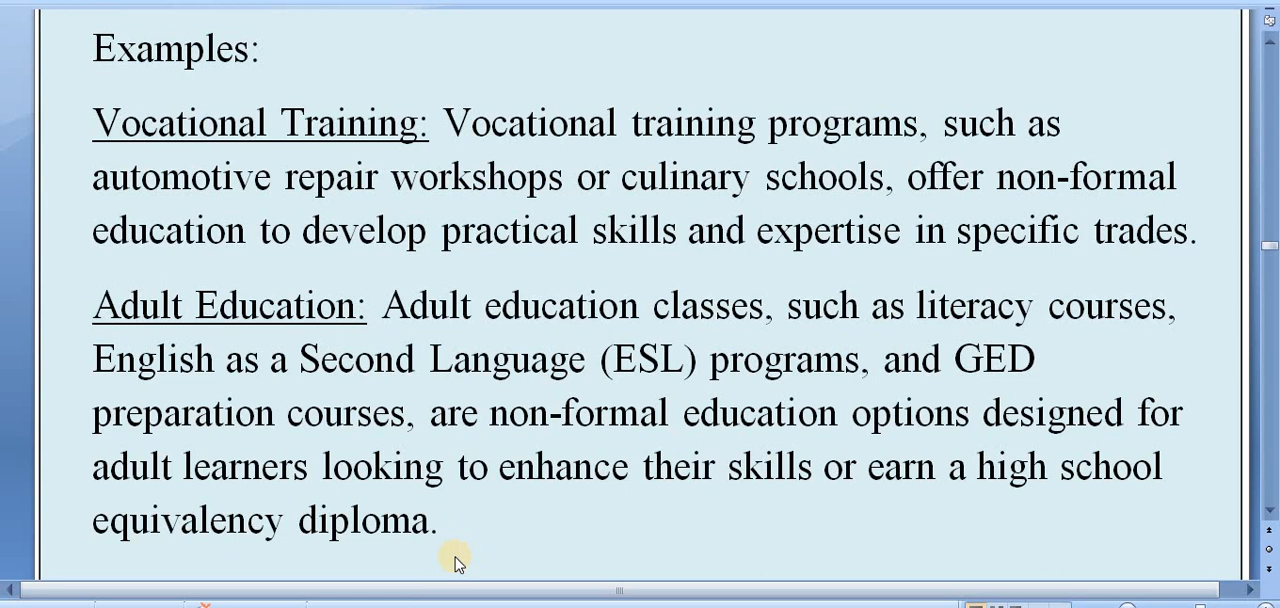 Examples:
Vocational Training: Vocational training programs, such as
automotive repair workshops or culinary schools, offer non-formal
education to develop practical skills and expertise in specific trades.
Adult Education: Adult education classes, such as literacy courses,
English as a Second Language (ESL) programs, and GED
preparation courses, are non-formal education options designed for
adult learners looking to enhance their skills or earn a high school
equivalency diploma.